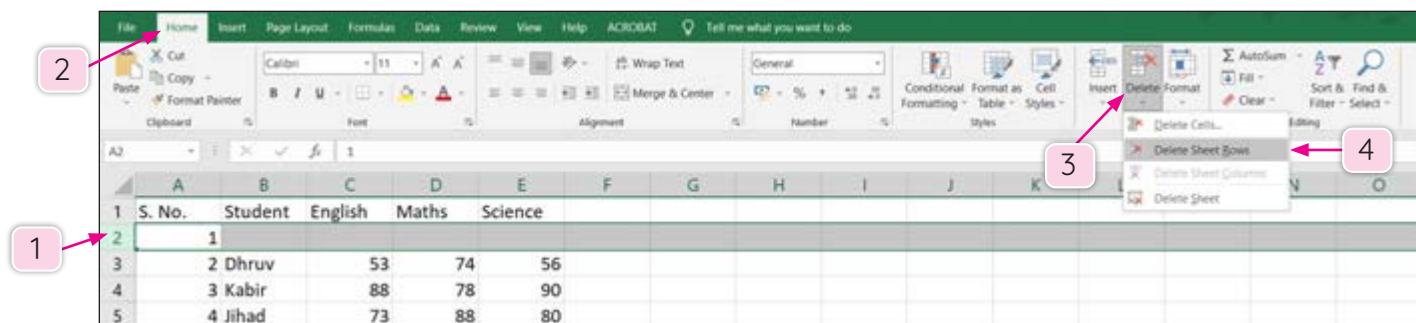 File Home Insert Page Layout Formulas Data Review View Help ACROBAT Tell me what you want to do
2
Paste
Cut
Copy
Format Painter
Clipboard
Calibri 11 A A
B I U A
Font
Wrap Text
Merge & Center
Alignment
General
%
Number
Conditional Formatting
Format as Table
Cell Styles
Styles
Insert Delete Format
AutoSum
Fill
Clear
Sort & Filter
Find & Select
Editing
3
Delete Cells...
Delete Sheet Rows
4
Delete Sheet Columns
Delete Sheet
A2 fx 1
A B C D E F G H I J K L N O
1 S. No. Student English Maths Science
1
2 1
3 2 Dhruv 53 74 56
4 3 Kabir 88 78 90
5 4 Jihad 73 88 80